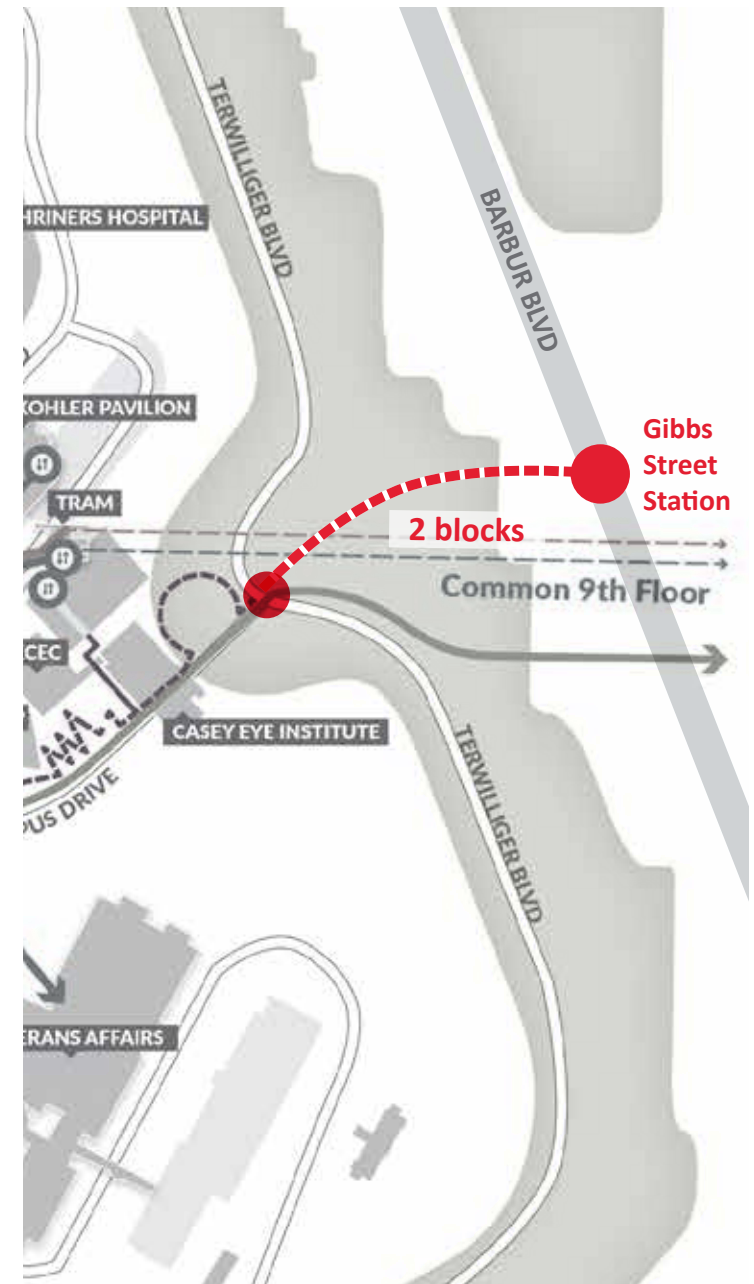 TERWILLIGER BLVD
HRINERS HOSPITAL
BARBUR BLVD
KOHLER PAVILION
Gibbs
Street
Station
TRAM
2 blocks
Common 9th Floor
CEC
CASEY EYE INSTITUTE
PUS DRIVE
TERWILLIGER BLVD
ERANS AFFAIRS